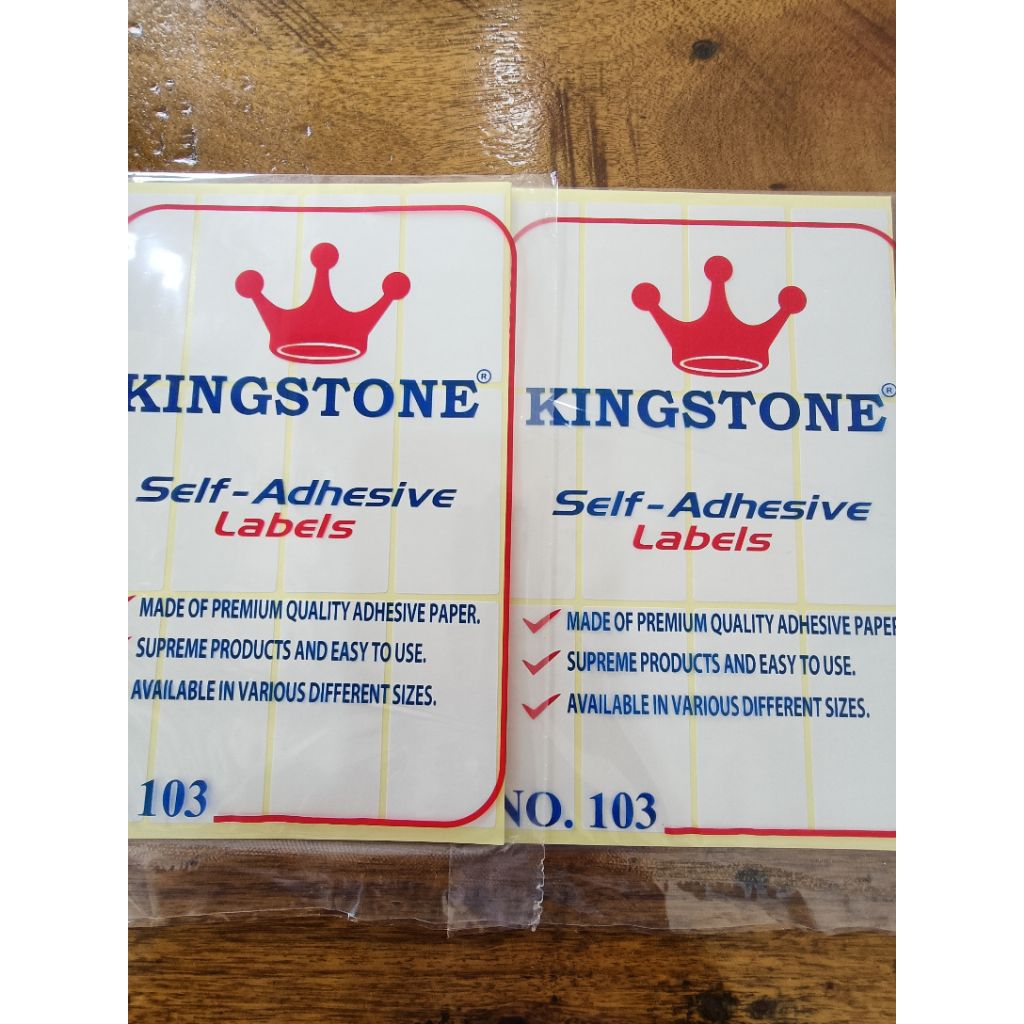 KINGSTONE®
Self-Adhesive
Labels
MADE OF PREMIUM QUALITY ADHESIVE PAPER.
SUPREME PRODUCTS AND EASY TO USE.
AVAILABLE IN VARIOUS DIFFERENT SIZES.
103
KINGSTONE®
Self-Adhesive
Labels
MADE OF PREMIUM QUALITY ADHESIVE PAPER
SUPREME PRODUCTS AND EASY TO USE.
AVAILABLE IN VARIOUS DIFFERENT SIZES.
NO. 103